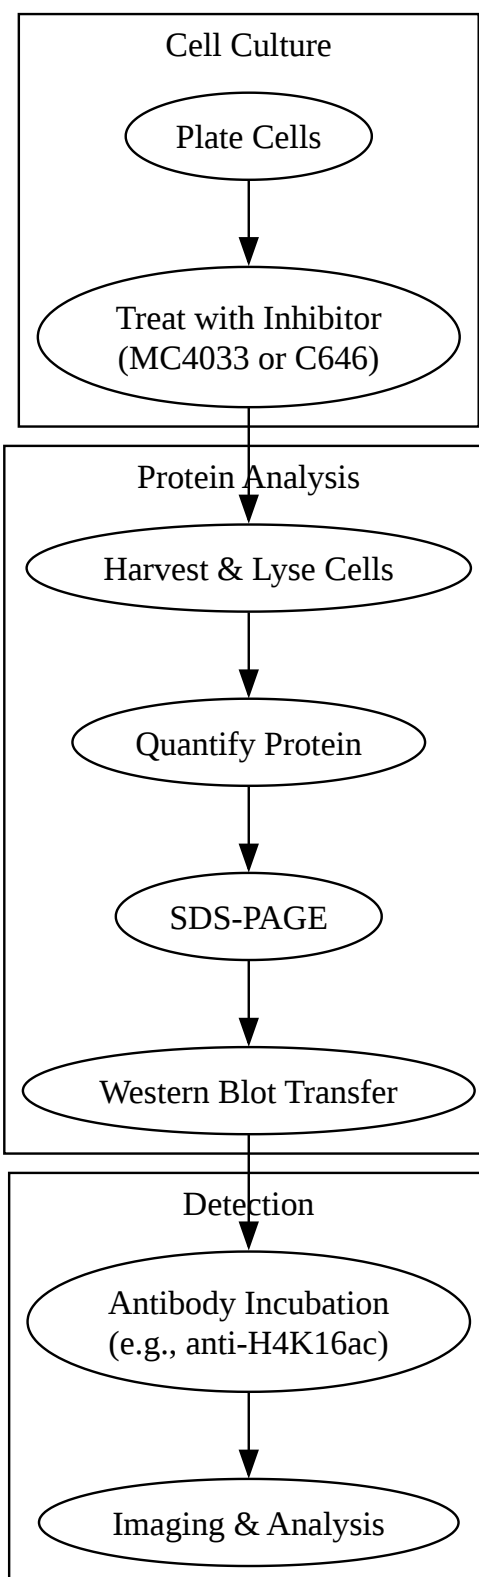 Cell Culture
Plate Cells
Treat with Inhibitor
(MC4033 or C646)
Protein Analysis
Harvest & Lyse Cells
Quantify Protein
SDS-PAGE
Western Blot Transfer
Detection
Antibody Incubation
(e.g., anti-H4K16ac)
Imaging & Analysis